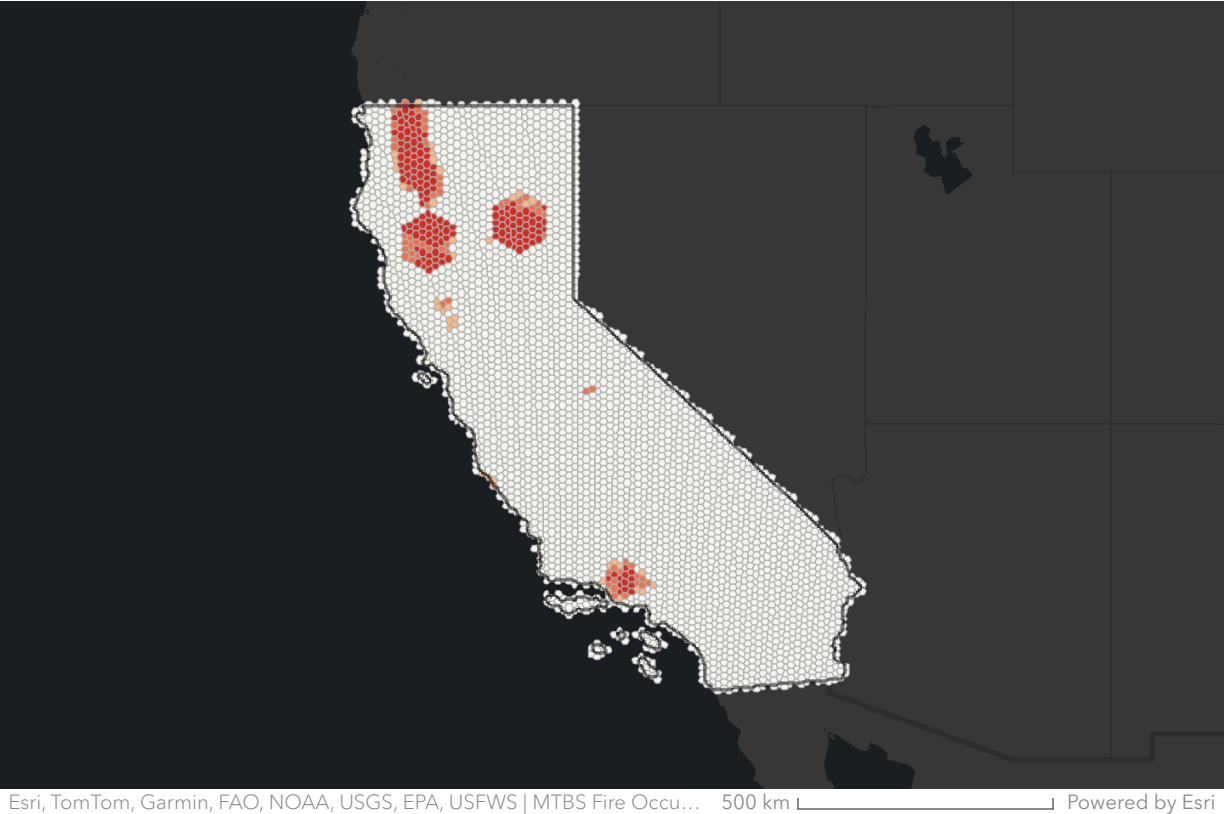 Esri, TomTom, Garmin, FAO, NOAA, USGS, EPA, USFWS | MTBS Fire Occu… 500 km Powered by Esri